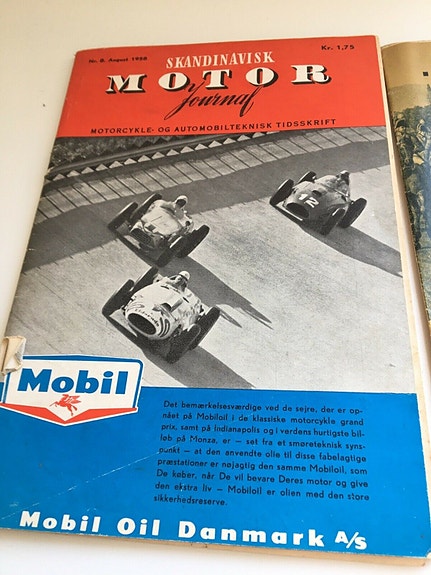 Nr. 8. August 1958
Kr. 1,75
SKANDINAVISK
MOTOR
Journal
MOTORCYKLE- OG AUTOMOBILTEKNISK TIDSSKRIFT
12
Mobil
Det bemærkelsesværdige ved de sejre, der er op-
nået på Mobiloil i de klassiske motorcykle grand
prix, samt på Indianapolis og i verdens hurtigste bil-
løb på Monza, er – set fra et smøreteknisk syns-
punkt – at den anvendte olie til disse fabelagtige
præstationer er nøjagtig den samme Mobiloil, som
De køber, når De vil bevare Deres motor og give
den ekstra liv – Mobiloil er olien med den store
sikkerhedsreserve.
Mobil Oil Danmark A/S